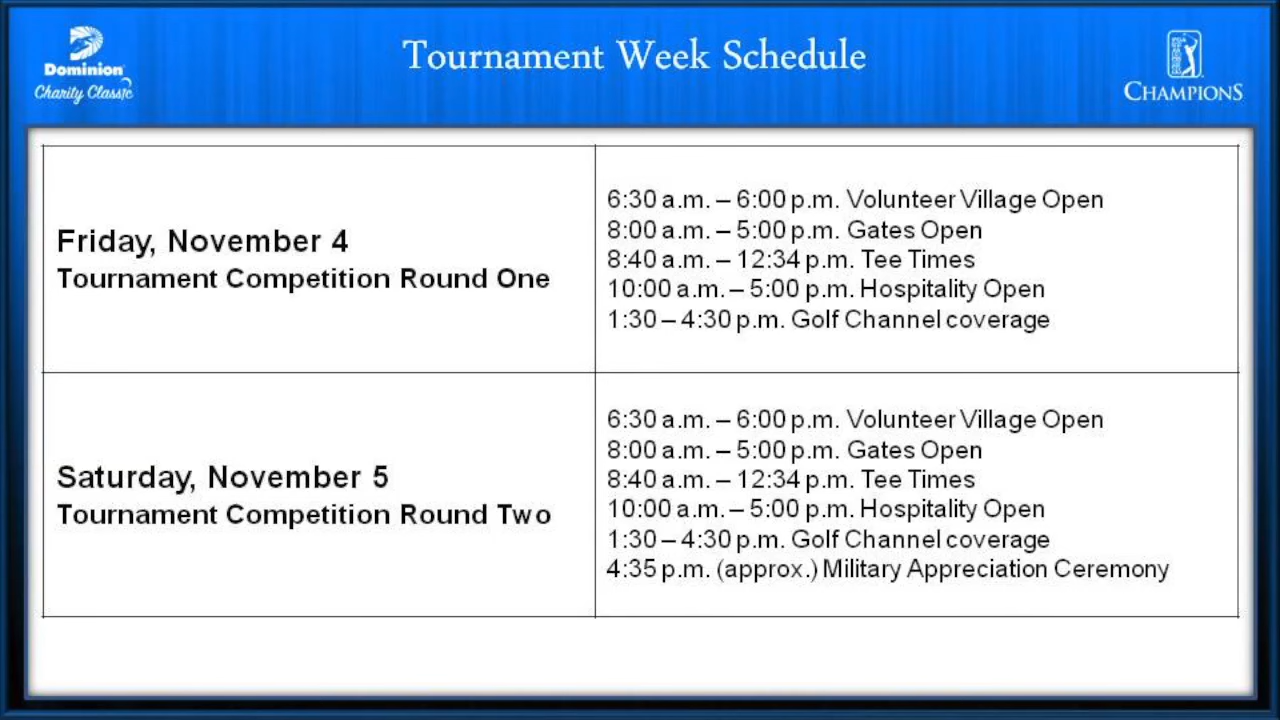 Dominion
Charity Classic
Tournament Week Schedule
PGA TOUR
CHAMPIONS
Friday, November 4
Tournament Competition Round One
6:30 a.m. – 6:00 p.m. Volunteer Village Open
8:00 a.m. – 5:00 p.m. Gates Open
8:40 a.m. – 12:34 p.m. Tee Times
10:00 a.m. – 5:00 p.m. Hospitality Open
1:30 – 4:30 p.m. Golf Channel coverage
Saturday, November 5
Tournament Competition Round Two
6:30 a.m. – 6:00 p.m. Volunteer Village Open
8:00 a.m. – 5:00 p.m. Gates Open
8:40 a.m. – 12:34 p.m. Tee Times
10:00 a.m. – 5:00 p.m. Hospitality Open
1:30 – 4:30 p.m. Golf Channel coverage
4:35 p.m. (approx.) Military Appreciation Ceremony